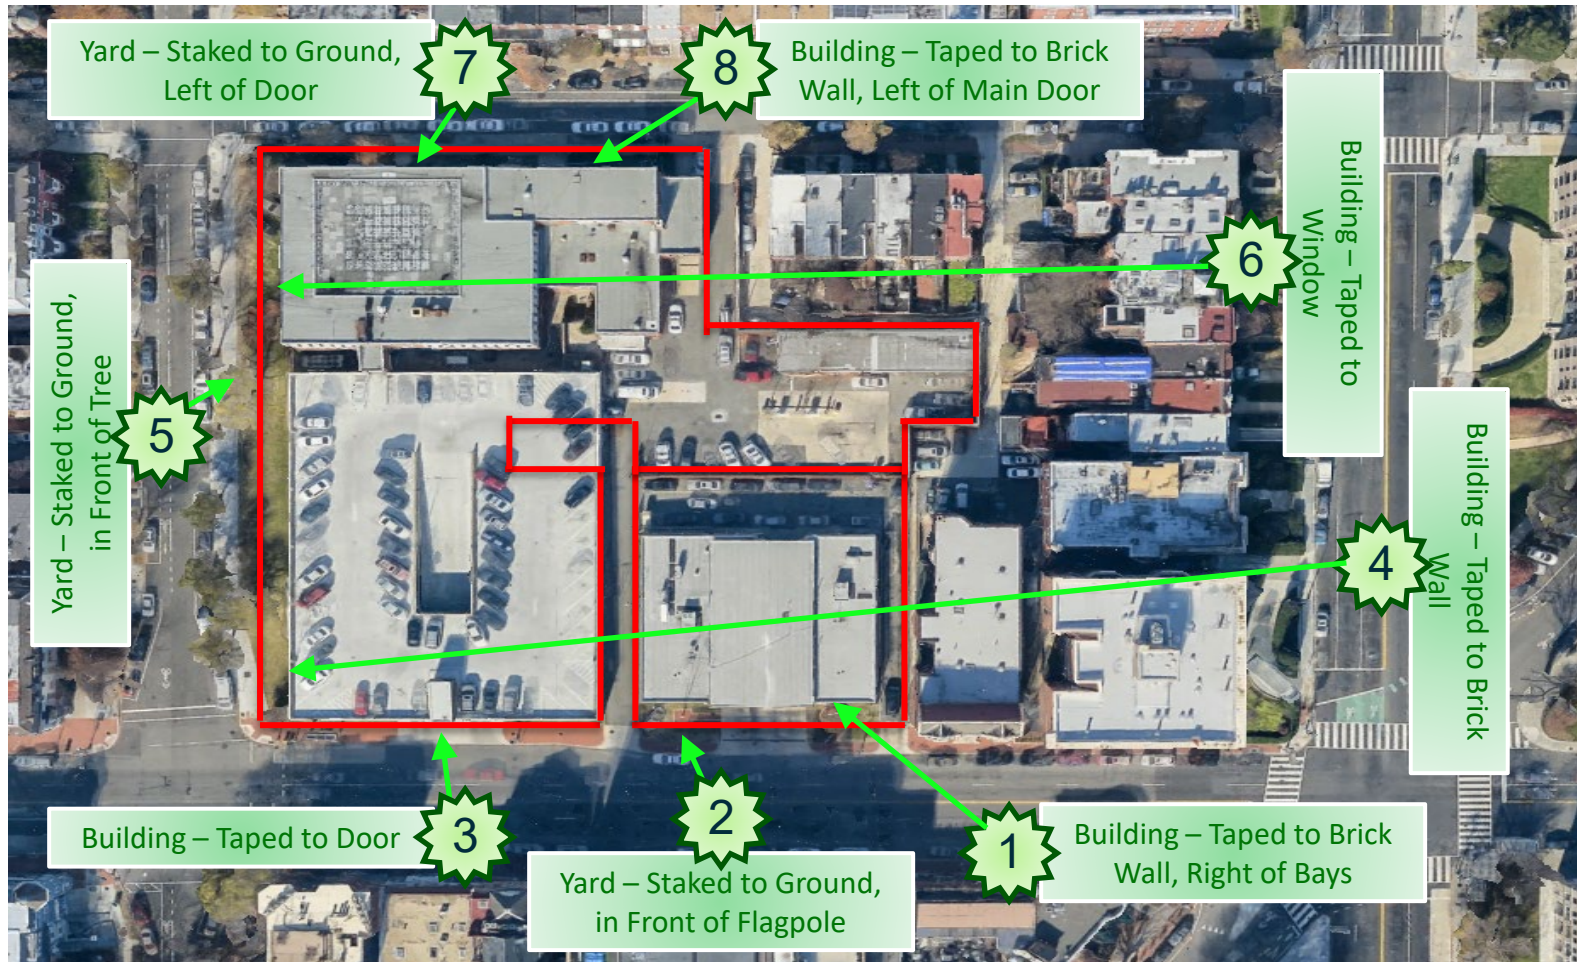 Yard – Staked to Ground,
Left of Door
7
8
Building – Taped to Brick
Wall, Left of Main Door
Building – Taped to
Window
6
Yard – Staked to Ground,
in Front of Tree
5
Building – Taped to Brick
Wall
4
Building – Taped to Door
3
2
Yard – Staked to Ground,
in Front of Flagpole
1
Building – Taped to Brick
Wall, Right of Bays